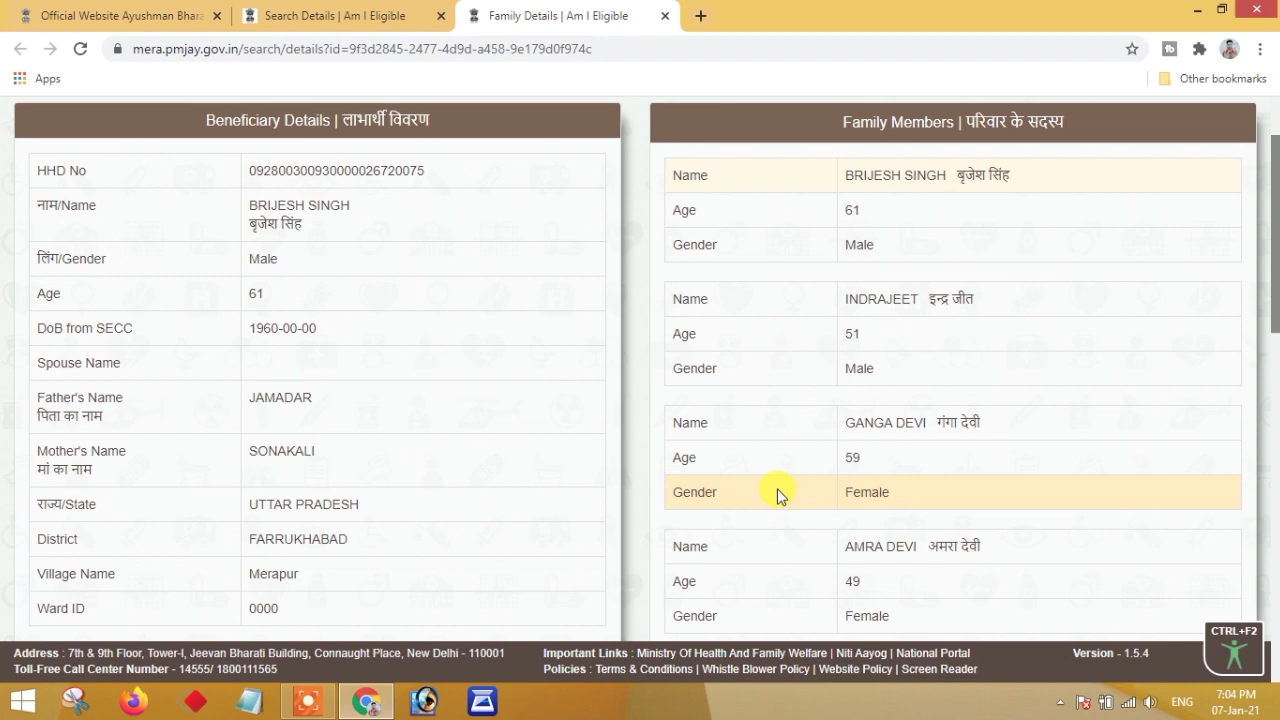 Official Website Ayushman Bhara
Search Details | Am I Eligible
Family Details | Am I Eligible
mera.pmjay.gov.in/search/details?id=9f3d2845-2477-4d9d-a458-9e179d0f974c
Apps
Other bookmarks
Beneficiary Details | लाभार्थी विवरण
HHD No 092800300930000026720075
नाम/Name BRIJESH SINGH
बृजेश सिंह
लिंग/Gender Male
Age 61
DoB from SECC 1960-00-00
Spouse Name
Father's Name JAMADAR
पिता का नाम
Mother's Name SONAKALI
मां का नाम
राज्य/State UTTAR PRADESH
District FARRUKHABAD
Village Name Merapur
Ward ID 0000
Family Members | परिवार के सदस्य
Name BRIJESH SINGH बृजेश सिंह
Age 61
Gender Male
Name INDRAJEET इन्द्र जीत
Age 51
Gender Male
Name GANGA DEVI गंगा देवी
Age 59
Gender Female
Name AMRA DEVI अमरा देवी
Age 49
Gender Female
CTRL+F2
Address : 7th & 9th Floor, Tower-l, Jeevan Bharati Building, Connaught Place, New Delhi - 110001
Toll-Free Call Center Number - 14555/ 1800111565
Important Links : Ministry Of Health And Family Welfare | Niti Aayog | National Portal
Policies : Terms & Conditions | Whistle Blower Policy | Website Policy | Screen Reader
Version - 1.5.4
ENG
7:04 PM
07-Jan-21